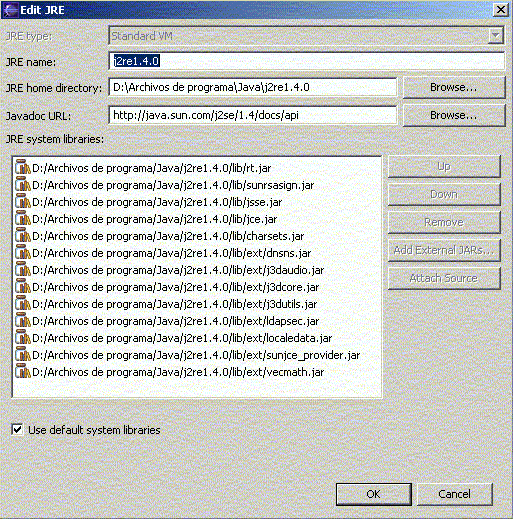 Edit JRE
JRE type: Standard VM
JRE name: j2re1.4.0
JRE home directory: D:\Archivos de programa\Java\j2re1.4.0 Browse...
Javadoc URL: http://java.sun.com/j2se/1.4/docs/api Browse...
JRE system libraries:
D:/Archivos de programa/Java/j2re1.4.0/lib/rt.jar
D:/Archivos de programa/Java/j2re1.4.0/lib/sunrsasign.jar
D:/Archivos de programa/Java/j2re1.4.0/lib/jsse.jar
D:/Archivos de programa/Java/j2re1.4.0/lib/jce.jar
D:/Archivos de programa/Java/j2re1.4.0/lib/charsets.jar
D:/Archivos de programa/Java/j2re1.4.0/lib/ext/dnsns.jar
D:/Archivos de programa/Java/j2re1.4.0/lib/ext/j3daudio.jar
D:/Archivos de programa/Java/j2re1.4.0/lib/ext/j3dcore.jar
D:/Archivos de programa/Java/j2re1.4.0/lib/ext/j3dutils.jar
D:/Archivos de programa/Java/j2re1.4.0/lib/ext/ldapsec.jar
D:/Archivos de programa/Java/j2re1.4.0/lib/ext/localedata.jar
D:/Archivos de programa/Java/j2re1.4.0/lib/ext/sunjce_provider.jar
D:/Archivos de programa/Java/j2re1.4.0/lib/ext/vecmath.jar
Up
Down
Remove
Add External JARs...
Attach Source
Use default system libraries
OK Cancel